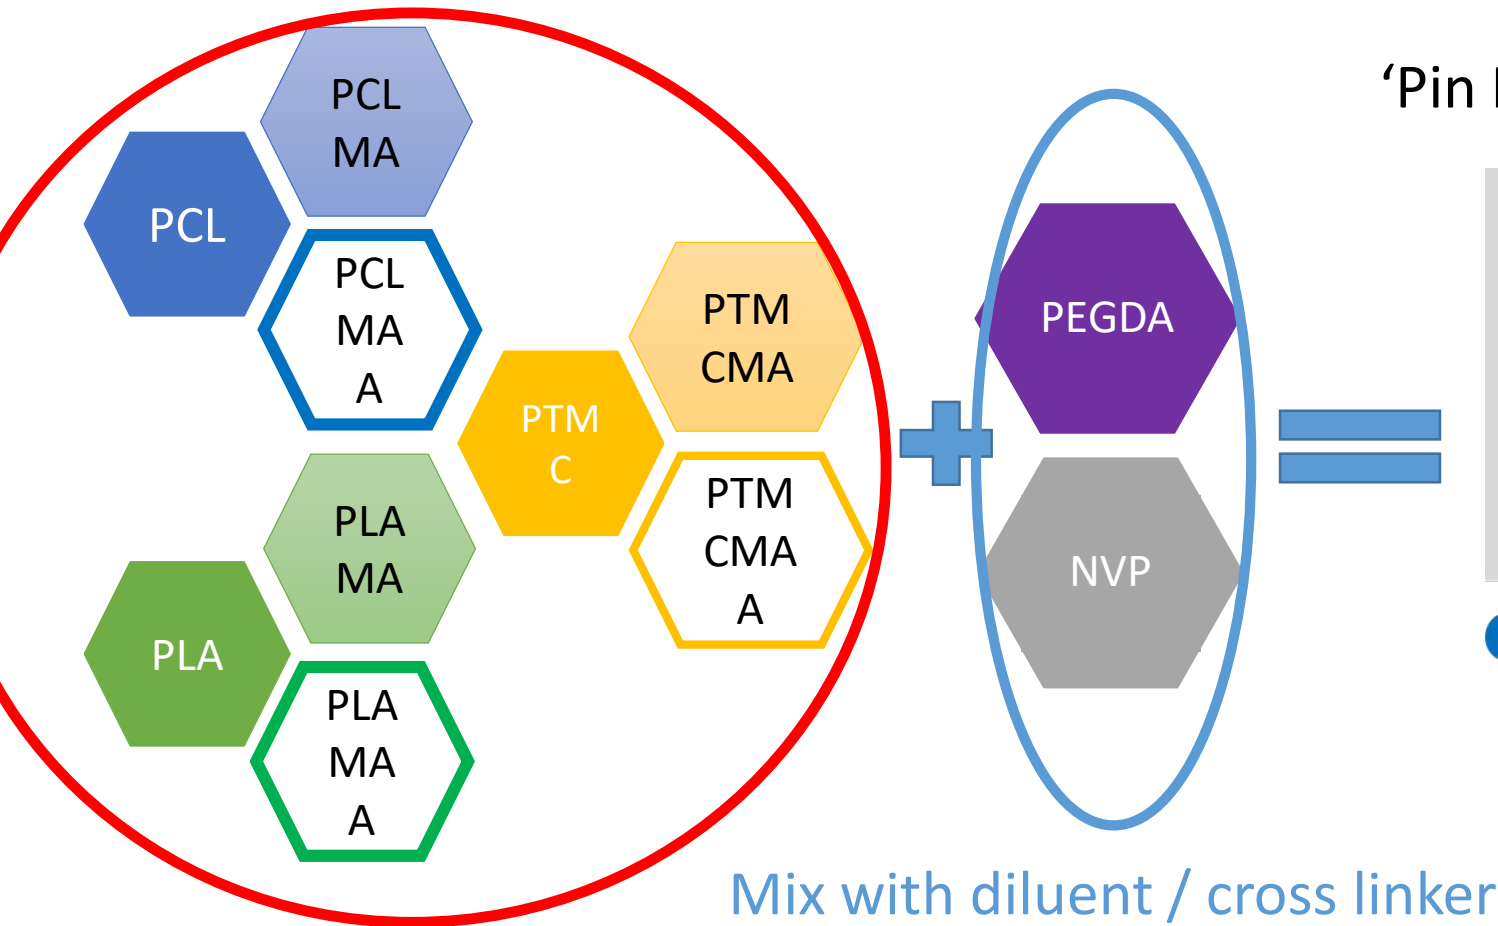 PCL
MA
PCL
PCL
MA
A
PTM
CMA
PTM
C
PTM
CMA
A
PLA
MA
PLA
PLA
MA
A
PEGDA
NVP
‘Pin
Mix with diluent / cross linker